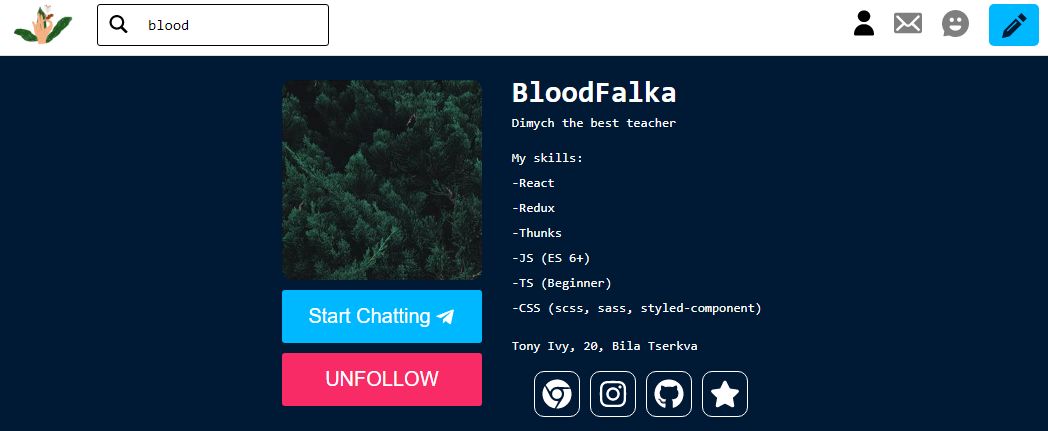 blood
BloodFalka
Dimych the best teacher
My skills:
-React
-Redux
-Thunks
-JS (ES 6+)
-TS (Beginner)
-CSS (scss, sass, styled-component)
Tony Ivy, 20, Bila Tserkva
Start Chatting
UNFOLLOW